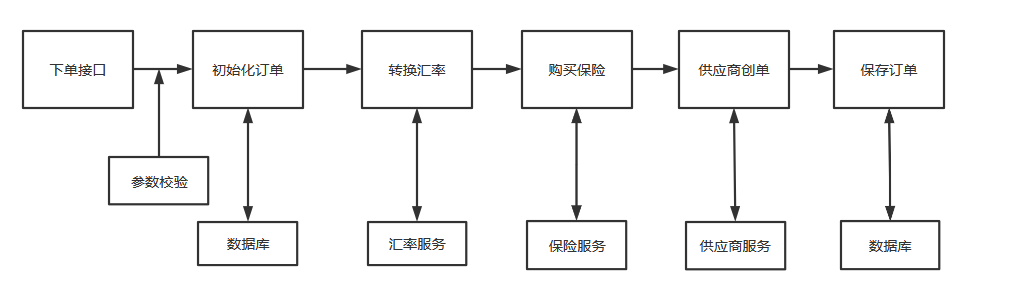 下单接口
初始化订单
转换汇率
购买保险
供应商创单
保存订单
参数校验
数据库
汇率服务
保险服务
供应商服务
数据库